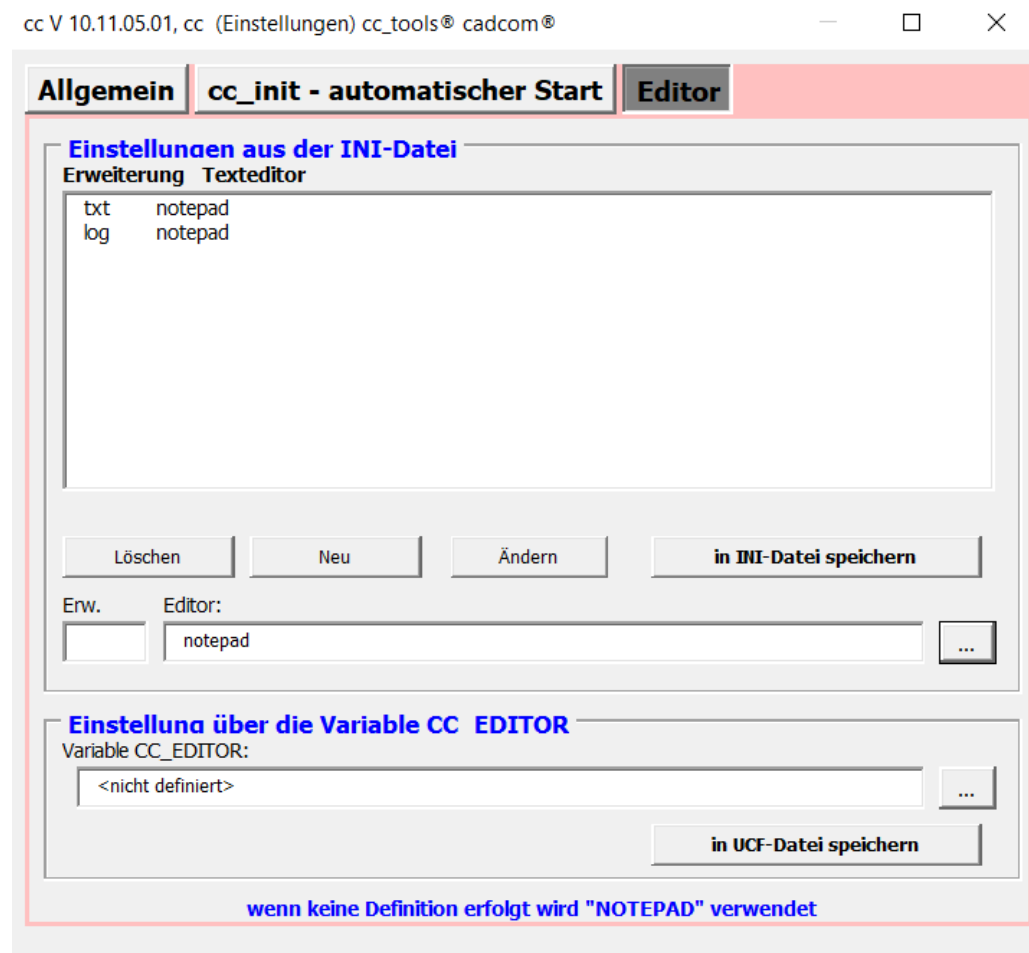 cc V 10.11.05.01, cc  (Einstellungen) cc_tools® cadcom®
Allgemein cc_init - automatischer Start Editor
Einstellungen aus der INI-Datei
Erweiterung Texteditor
txt notepad
log notepad
Löschen Neu Ändern in INI-Datei speichern
Erw. Editor:
notepad ...
Einstellung über die Variable CC_EDITOR
Variable CC_EDITOR:
<nicht definiert> ...
in UCF-Datei speichern
wenn keine Definition erfolgt wird "NOTEPAD" verwendet